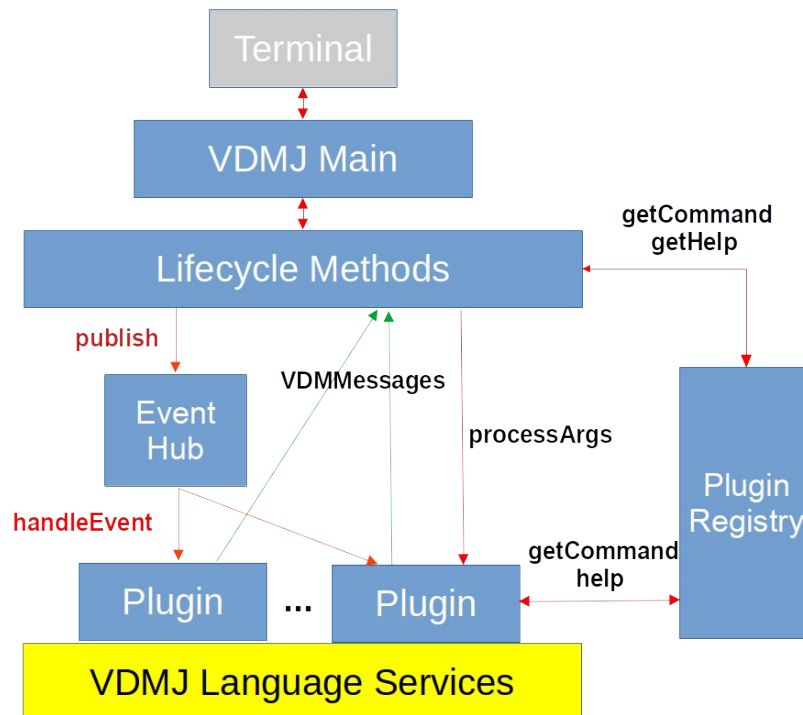 Terminal
VDMJ Main
getCommand
getHelp
Lifecycle Methods
publish
VDMMessages
Event
Hub
processArgs
Plugin
Registry
handleEvent
getCommand
help
Plugin
...
Plugin
VDMJ Language Services